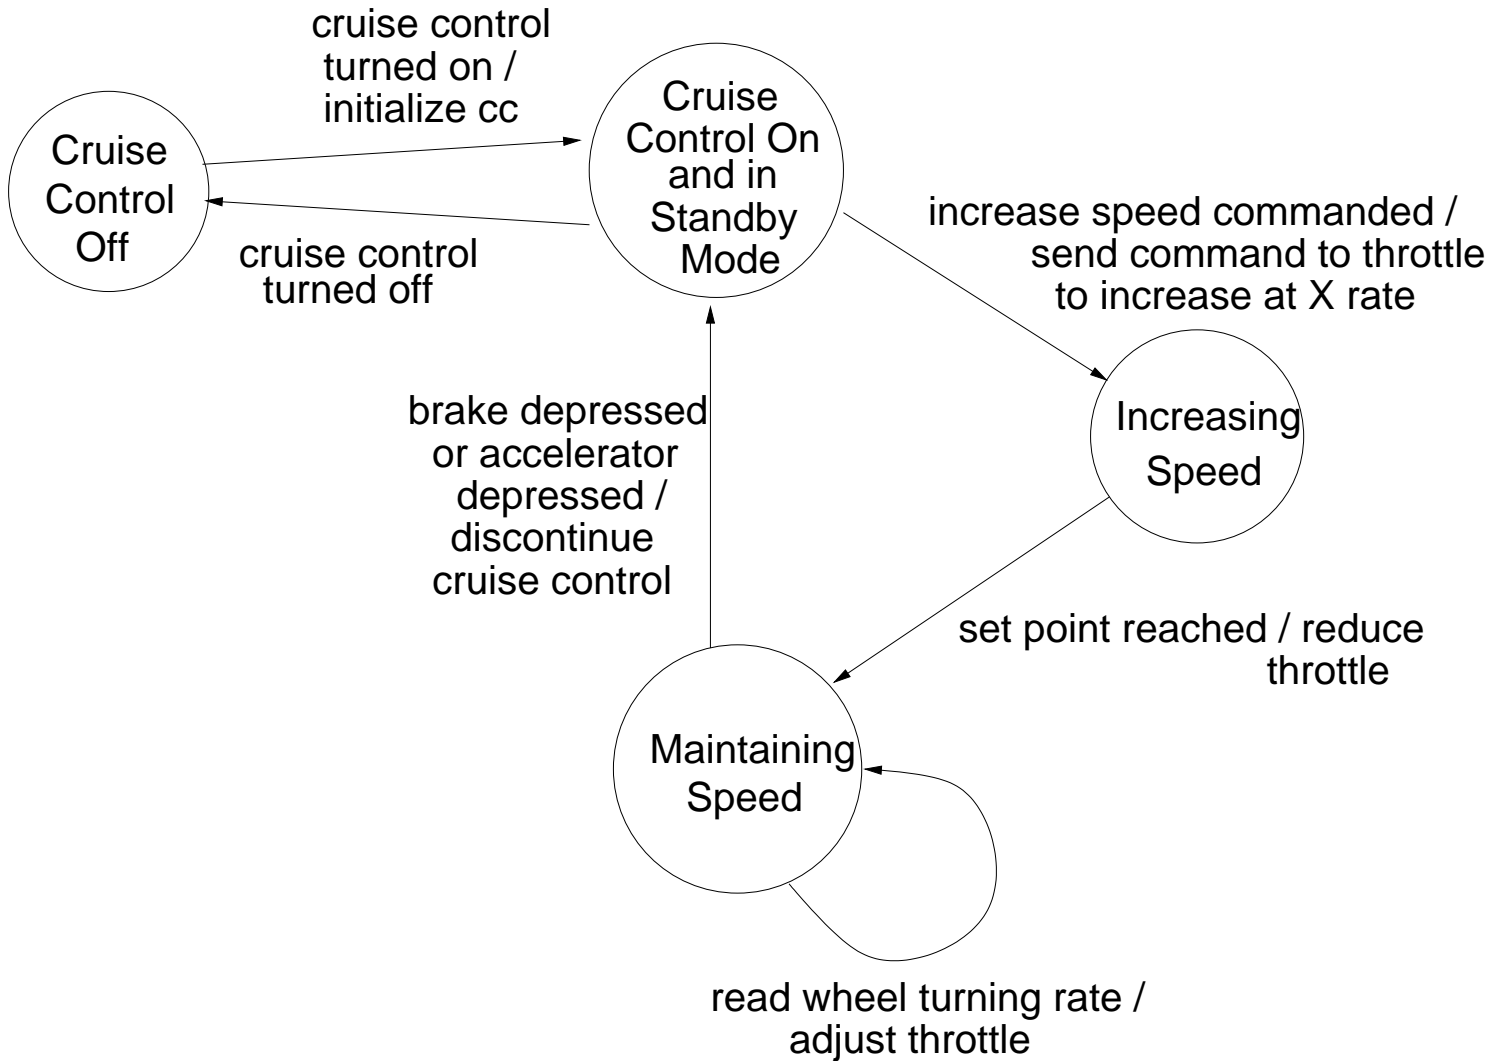 cruise control
turned on /
initialize cc
Cruise
Control
Off
cruise control
turned off
Cruise
Control On
and in
Standby
Mode
increase speed commanded /
send command to throttle
to increase at X rate
Increasing
Speed
brake depressed
or accelerator
depressed /
discontinue
cruise control
set point reached / reduce
throttle
Maintaining
Speed
read wheel turning rate /
adjust throttle